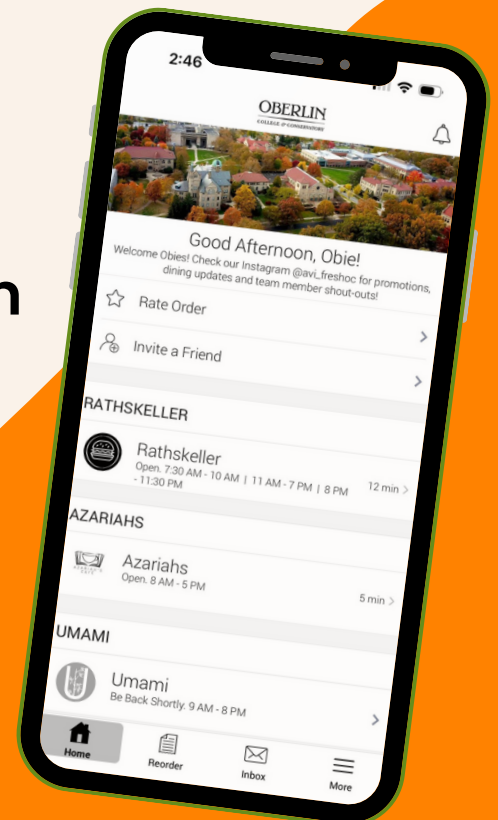 n
2:46
OBERLIN
COLLEGE & CONSERVATORY
Good Afternoon, Obie!
Welcome Obies! Check our Instagram @avi_freshoc for promotions,
dining updates and team member shout-outs!
Rate Order
Invite a Friend
RATHSKELLER
Rathskeller
Open. 7:30 AM - 10 AM | 11 AM - 7 PM | 8 PM
- 11:30 PM
12 min
AZARIAHS
Azariahs
Open. 8 AM - 5 PM
5 min
UMAMI
Umami
Be Back Shortly. 9 AM - 8 PM
Home
Reorder
Inbox
More